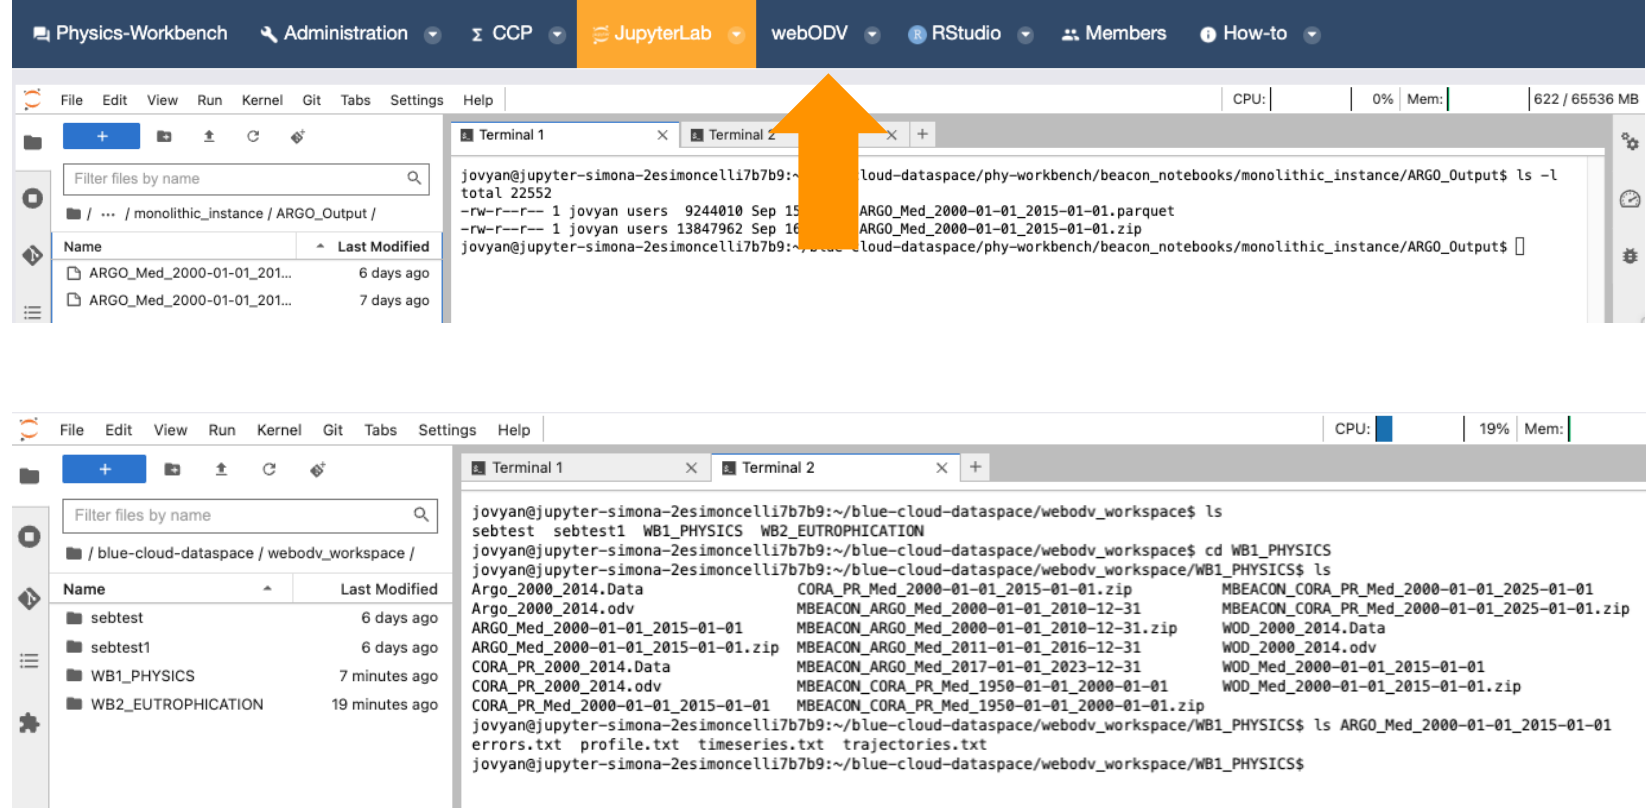 Physics-Workbench Administration Σ CCP JupyterLab webODV R RStudio Members How-to
File Edit View Run Kernel Git Tabs Settings Help CPU: 0% Mem: 622 / 65536 MB
+ Terminal 1 Terminal 2
Filter files by name
/ ··· / monolithic_instance / ARGO_Output /
Name Last Modified
ARGO_Med_2000-01-01_201... 6 days ago
ARGO_Med_2000-01-01_201... 7 days ago
jovyan@jupyter-simona-2esimoncelli7b7b9:~ loud-dataspace/phy-workbench/beacon_notebooks/monolithic_instance/ARGO_Output$ ls -l
total 22552
-rw-r--r-- 1 jovyan users 9244010 Sep 15 ARGO_Med_2000-01-01_2015-01-01.parquet
-rw-r--r-- 1 jovyan users 13847962 Sep 16 ARGO_Med_2000-01-01_2015-01-01.zip
jovyan@jupyter-simona-2esimoncelli7b7b9:~/blue-cloud-dataspace/phy-workbench/beacon_notebooks/monolithic_instance/ARGO_Output$
File Edit View Run Kernel Git Tabs Settings Help CPU: 19% Mem:
+ Terminal 1 Terminal 2
Filter files by name
/ blue-cloud-dataspace / webodv_workspace /
Name Last Modified
sebtest 6 days ago
sebtest1 6 days ago
WB1_PHYSICS 7 minutes ago
WB2_EUTROPHICATION 19 minutes ago
jovyan@jupyter-simona-2esimoncelli7b7b9:~/blue-cloud-dataspace/webodv_workspace$ ls
sebtest sebtest1 WB1_PHYSICS WB2_EUTROPHICATION
jovyan@jupyter-simona-2esimoncelli7b7b9:~/blue-cloud-dataspace/webodv_workspace$ cd WB1_PHYSICS
jovyan@jupyter-simona-2esimoncelli7b7b9:~/blue-cloud-dataspace/webodv_workspace/WB1_PHYSICS$ ls
Argo_2000_2014.Data CORA_PR_Med_2000-01-01_2015-01-01.zip MBEACON_CORA_PR_Med_2000-01-01_2025-01-01
Argo_2000_2014.odv MBEACON_ARGO_Med_2000-01-01_2010-12-31 MBEACON_CORA_PR_Med_2000-01-01_2025-01-01.zip
ARGO_Med_2000-01-01_2015-01-01 MBEACON_ARGO_Med_2000-01-01_2010-12-31.zip WOD_2000_2014.Data
ARGO_Med_2000-01-01_2015-01-01.zip MBEACON_ARGO_Med_2011-01-01_2016-12-31 WOD_2000_2014.odv
CORA_PR_2000_2014.Data MBEACON_ARGO_Med_2017-01-01_2023-12-31 WOD_Med_2000-01-01_2015-01-01
CORA_PR_2000_2014.odv MBEACON_CORA_PR_Med_1950-01-01_2000-01-01 WOD_Med_2000-01-01_2015-01-01.zip
CORA_PR_Med_2000-01-01_2015-01-01 MBEACON_CORA_PR_Med_1950-01-01_2000-01-01.zip
jovyan@jupyter-simona-2esimoncelli7b7b9:~/blue-cloud-dataspace/webodv_workspace/WB1_PHYSICS$ ls ARGO_Med_2000-01-01_2015-01-01
errors.txt profile.txt timeseries.txt trajectories.txt
jovyan@jupyter-simona-2esimoncelli7b7b9:~/blue-cloud-dataspace/webodv_workspace/WB1_PHYSICS$